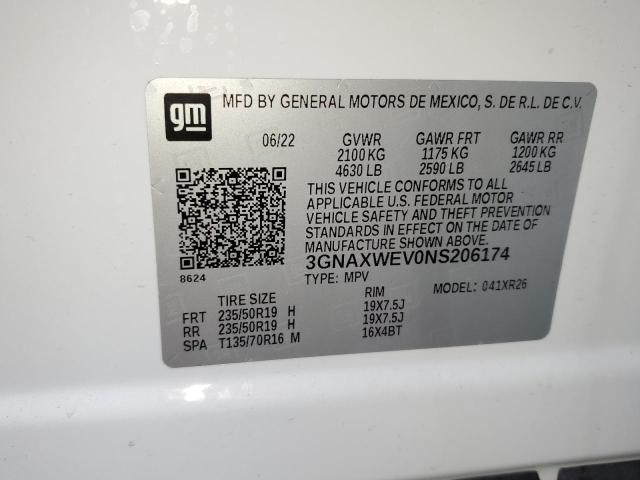 gm
MFD BY GENERAL MOTORS DE MEXICO, S. DE R.L. DE C.V.
06/22 GVWR GAWR FRT GAWR RR
2100 KG 1175 KG 1200 KG
4630 LB 2590 LB 2645 LB
THIS VEHICLE CONFORMS TO ALL
APPLICABLE U.S. FEDERAL MOTOR
VEHICLE SAFETY AND THEFT PREVENTION
STANDARDS IN EFFECT ON THE DATE OF
MANUFACTURE SHOWN ABOVE.
3GNAXWEV0NS206174
8624
TYPE: MPV MODEL: 041XR26
TIRE SIZE RIM
FRT 235/50R19 H 19X7.5J
RR 235/50R19 H 19X7.5J
SPA T135/70R16 M 16X4BT